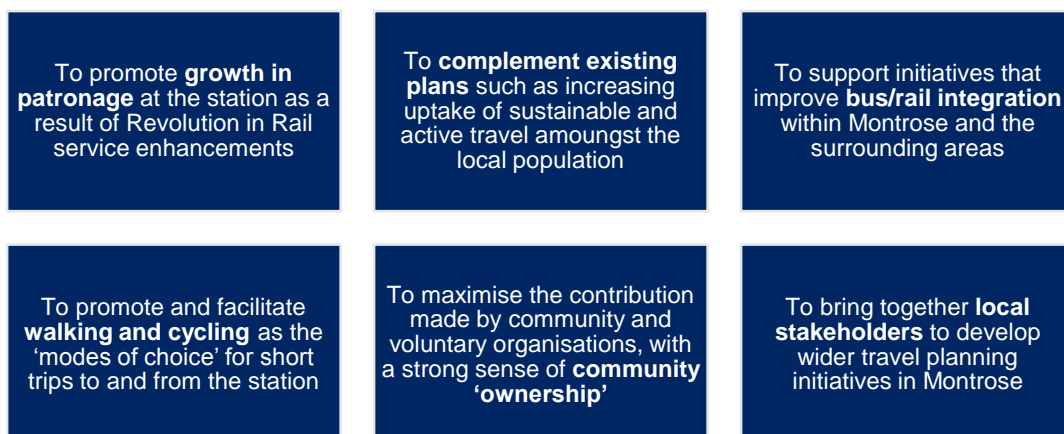 To promote growth in
patronage at the station as a
result of Revolution in Rail
service enhancements
To complement existing
plans such as increasing
uptake of sustainable and
active travel amoungst the
local population
To support initiatives that
improve bus/rail integration
within Montrose and the
surrounding areas
To promote and facilitate
walking and cycling as the
‘modes of choice’ for short
trips to and from the station
To maximise the contribution
made by community and
voluntary organisations, with
a strong sense of community
‘ownership’
To bring together local
stakeholders to develop
wider travel planning
initiatives in Montrose